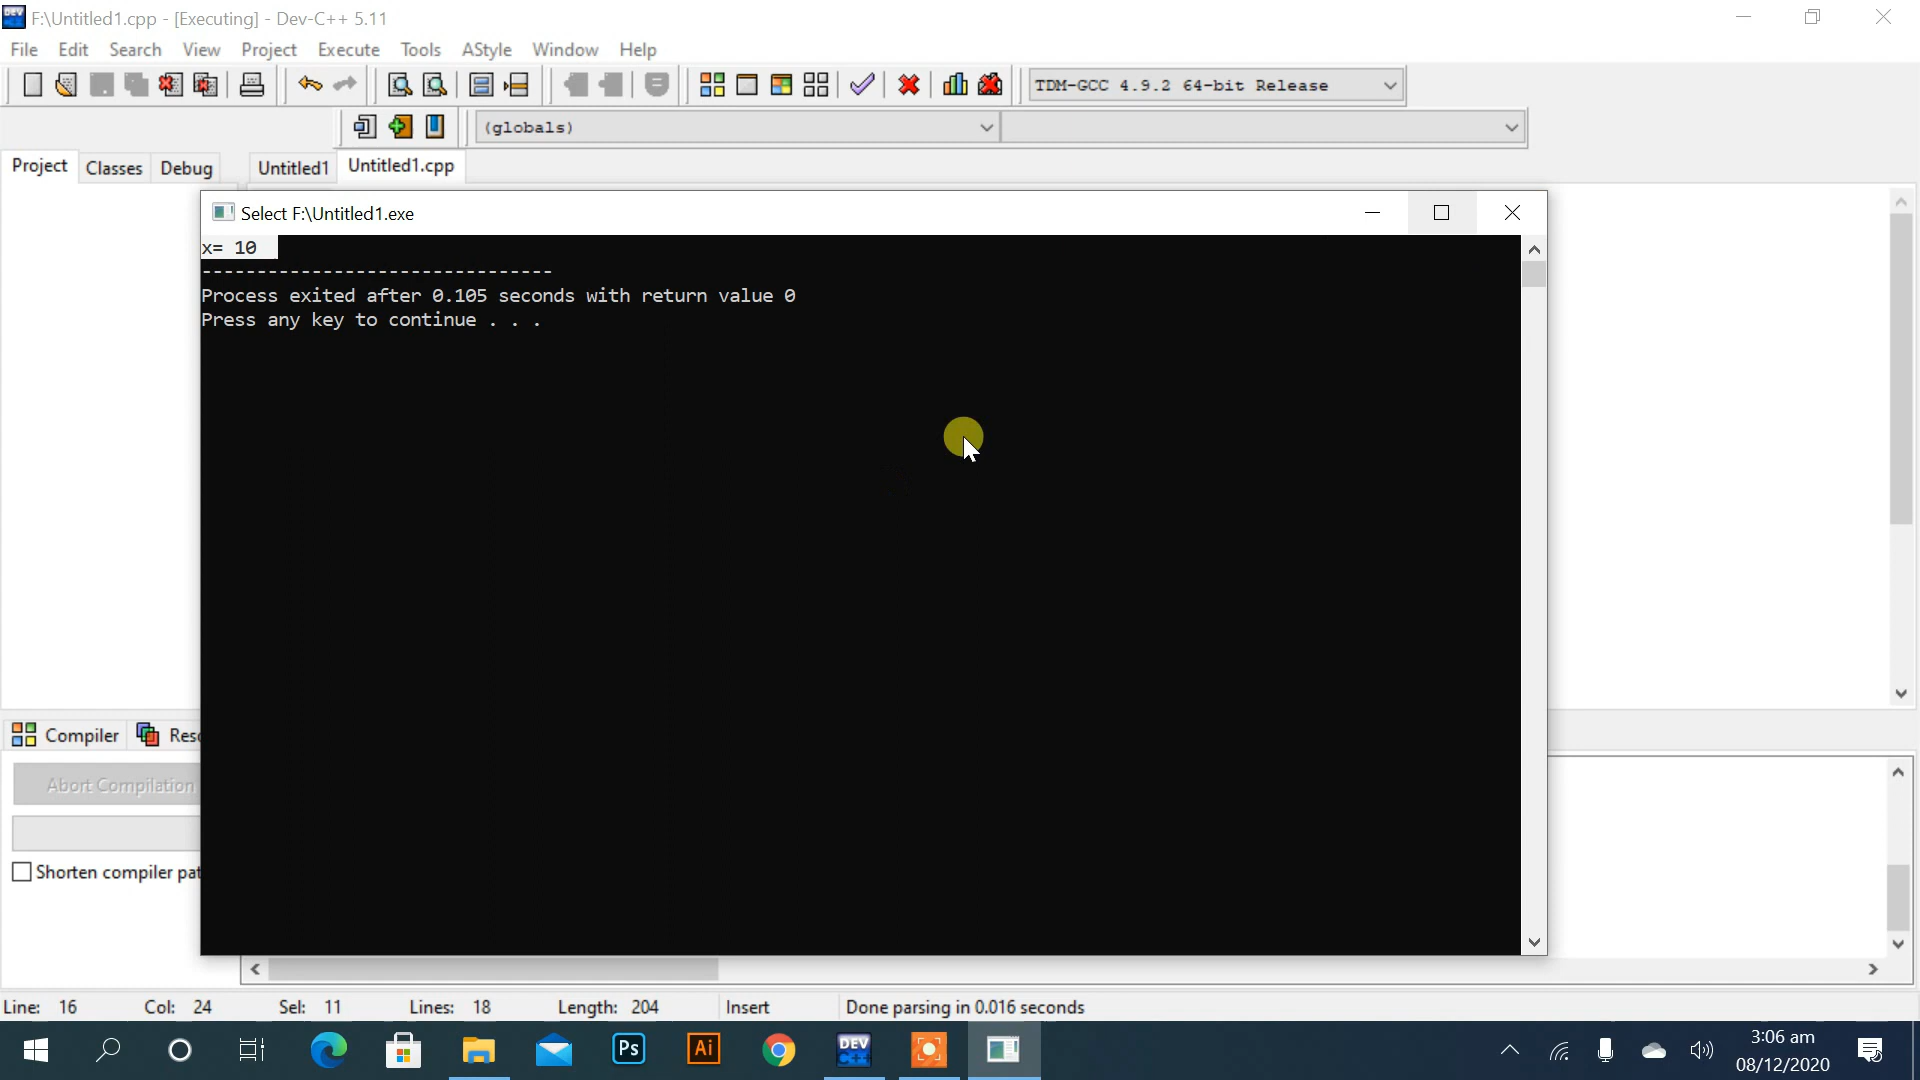 F:\Untitled1.cpp - [Executing] - Dev-C++ 5.11
File Edit Search View Project Execute Tools AStyle Window Help
TDM-GCC 4.9.2 64-bit Release
(globals)
Project Classes Debug Untitled1 Untitled1.cpp
Select F:\Untitled1.exe
x= 10
--------------------------------
Process exited after 0.105 seconds with return value 0
Press any key to continue . . .
Compiler
Abort Compilation
Shorten compiler
Line: 16 Col: 24 Sel: 11 Lines: 18 Length: 204 Insert Done parsing in 0.016 seconds
Ps Ai DEV C++
3:06 am
08/12/2020